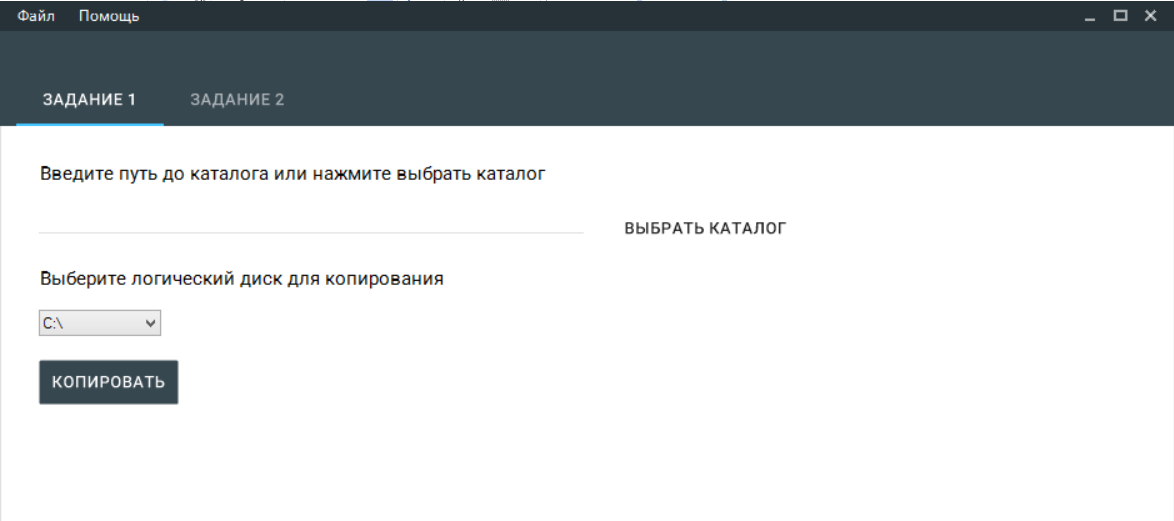 Файл Помощь
ЗАДАНИЕ 1 ЗАДАНИЕ 2
Введите путь до каталога или нажмите выбрать каталог
ВЫБРАТЬ КАТАЛОГ
Выберите логический диск для копирования
C:\
КОПИРОВАТЬ